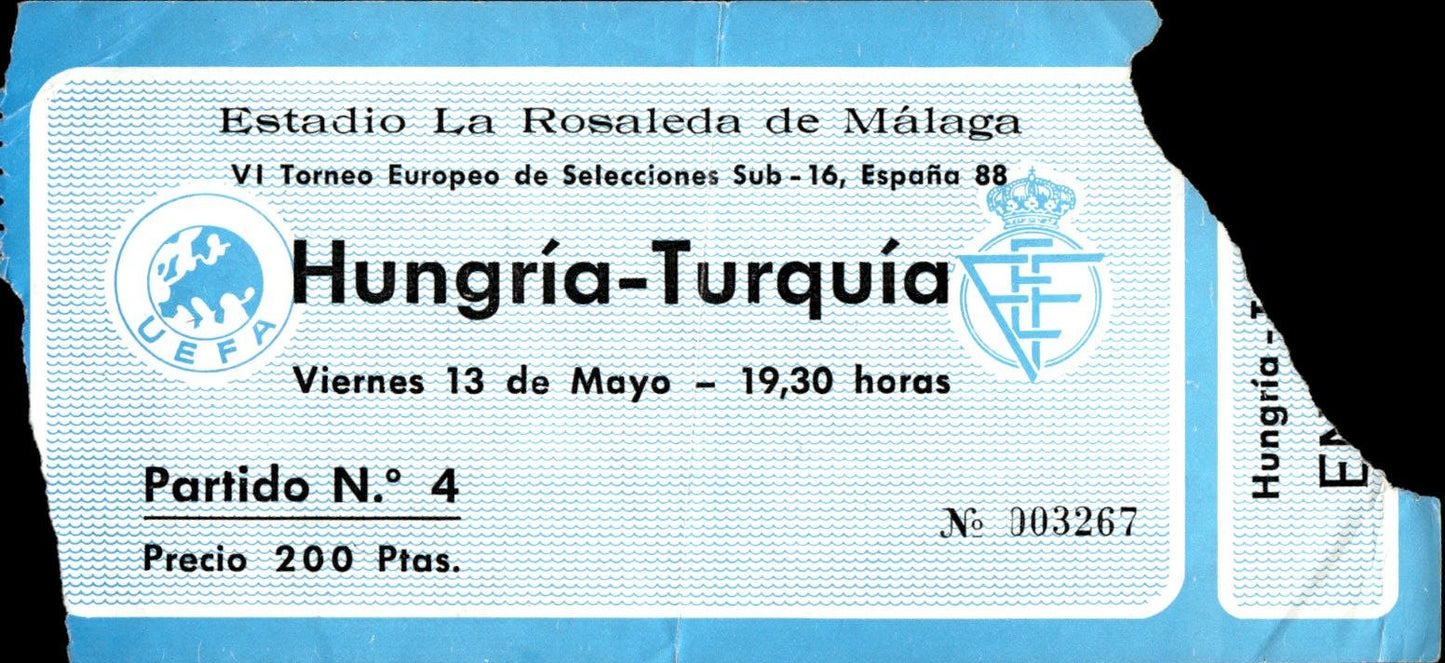 Estadio La Rosaleda de Málaga
VI Torneo Europeo de Selecciones Sub-16, España 88
UEFA
Hungría-Turquía
Viernes 13 de Mayo - 19,30 horas
Partido N.º 4
Precio 200 Ptas.
Nº 003267
Hungría -